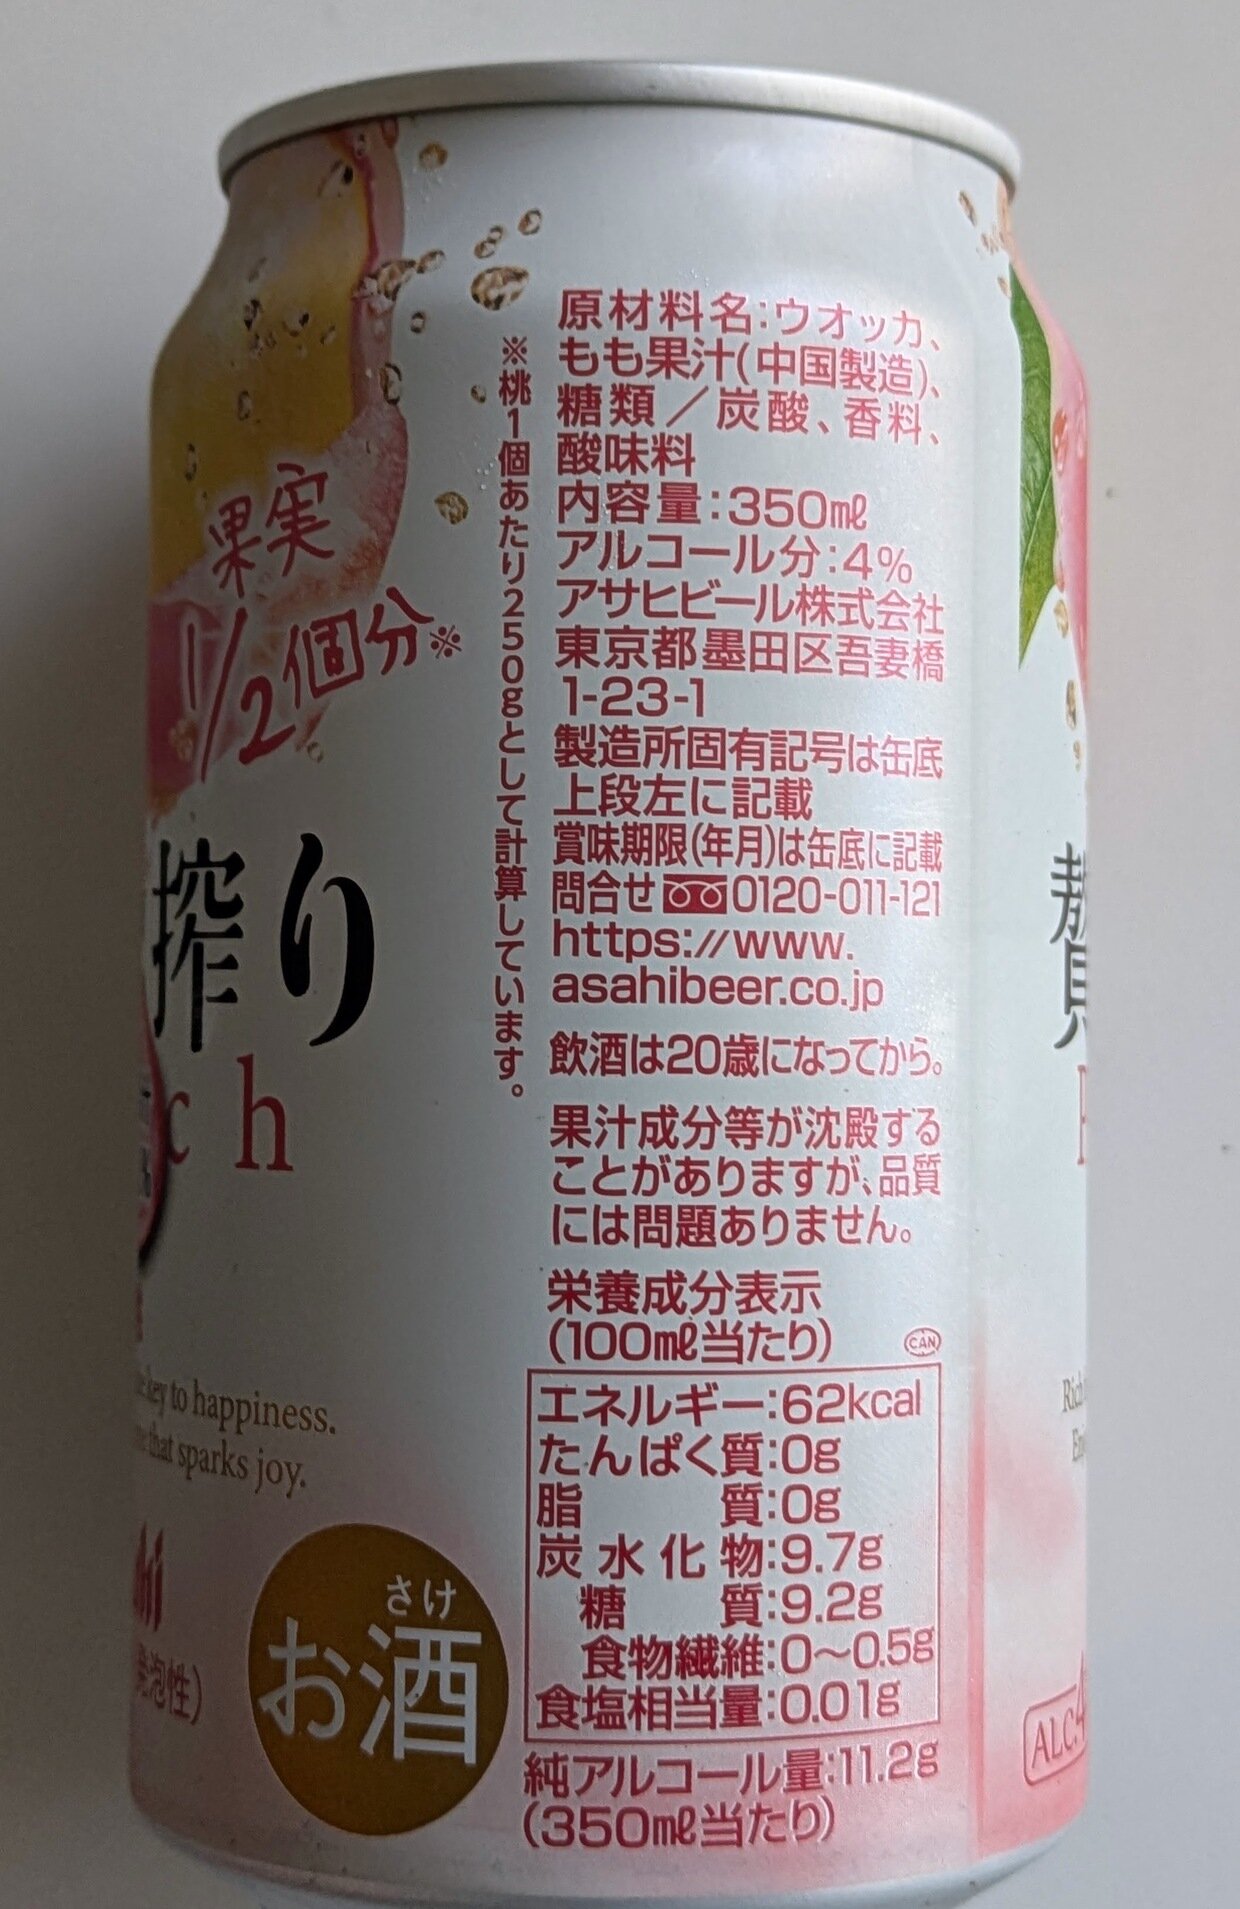 果実
1/2個分※
搾り
ch
key to happiness.
that sparks joy.
お酒
さけ
※桃1個あたり250gとして計算しています。
原材料名:ウオッカ、
もも果汁(中国製造)、
糖類/炭酸、香料、
酸味料
内容量:350㎖
アルコール分:4%
アサヒビール株式会社
東京都墨田区吾妻橋
1-23-1
製造所固有記号は缶底
上段左に記載
賞味期限(年月)は缶底に記載
問合せ 0120-011-121
https://www.
asahibeer.co.jp
飲酒は20歳になってから。
果汁成分等が沈殿する
ことがありますが、品質
には問題ありません。
栄養成分表示
(100㎖当たり)
CAN
エネルギー:62kcal
たんぱく質:0g
脂質:0g
炭水化物:9.7g
糖質:9.2g
食物繊維:0~0.5g
食塩相当量:0.01g
純アルコール量:11.2g
(350㎖当たり)
贅
Rich
ALC.4